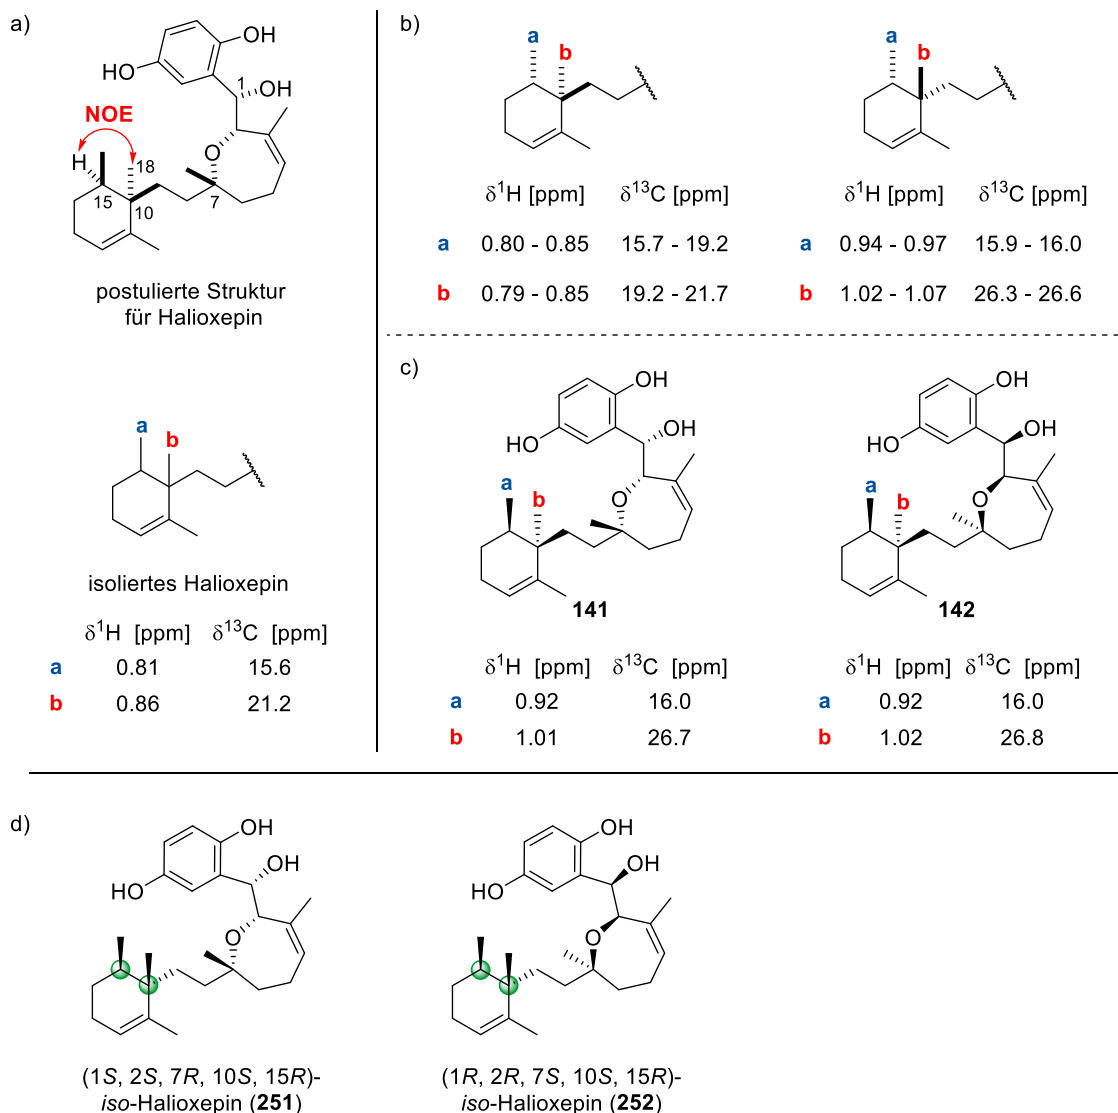 a)
OH
HO
1
OH
NOE
H
18
O
15
10
7
postulierte Struktur
für Halioxepin
a
b
isoliertes Halioxepin
δ¹H [ppm] δ¹³C [ppm]
a 0.81 15.6
b 0.86 21.2
b)
a
b
δ¹H [ppm] δ¹³C [ppm]
a 0.80 - 0.85 15.7 - 19.2
b 0.79 - 0.85 19.2 - 21.7
a
b
δ¹H [ppm] δ¹³C [ppm]
a 0.94 - 0.97 15.9 - 16.0
b 1.02 - 1.07 26.3 - 26.6
c)
OH
OH
HO
a
b
O
141
δ¹H [ppm] δ¹³C [ppm]
a 0.92 16.0
b 1.01 26.7
OH
OH
HO
a
b
O
142
δ¹H [ppm] δ¹³C [ppm]
a 0.92 16.0
b 1.02 26.8
d)
OH
OH
HO
O
(1S, 2S, 7R, 10S, 15R)-
iso-Halioxepin (251)
OH
OH
HO
O
(1R, 2R, 7S, 10S, 15R)-
iso-Halioxepin (252)